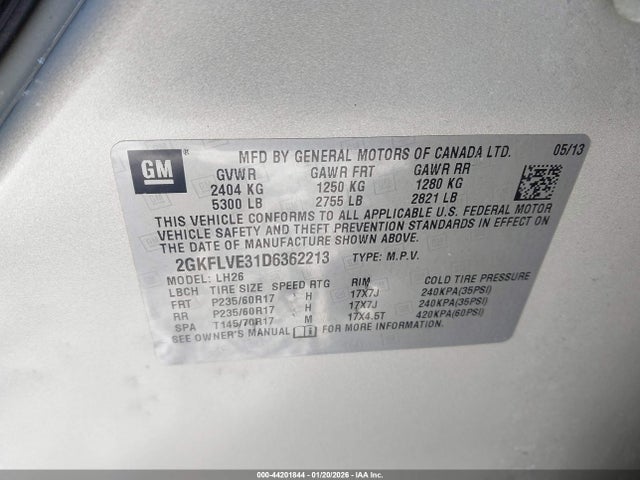 GM ®
MFD BY GENERAL MOTORS OF CANADA LTD. 05/13
GVWR GAWR FRT GAWR RR
2404 KG 1250 KG 1280 KG
5300 LB 2755 LB 2821 LB
THIS VEHICLE CONFORMS TO ALL APPLICABLE U.S. FEDERAL MOTOR
VEHICLE SAFETY AND THEFT PREVENTION STANDARDS IN EFFECT ON
THE DATE OF MANUFACTURE SHOWN ABOVE.
2GKFLVE31D6362213 TYPE: M.P.V.
MODEL: LH26
LBCH TIRE SIZE SPEED RTG RIM COLD TIRE PRESSURE
FRT P235/60R17 H 17X7J 240KPA(35PSI)
RR P235/60R17 H 17X7J 240KPA(35PSI)
SPA T145/70R17 M 17X4.5T 420KPA(60PSI)
SEE OWNER'S MANUAL FOR MORE INFORMATION.
000-44201844 | 01/20/2026 - IAA Inc.